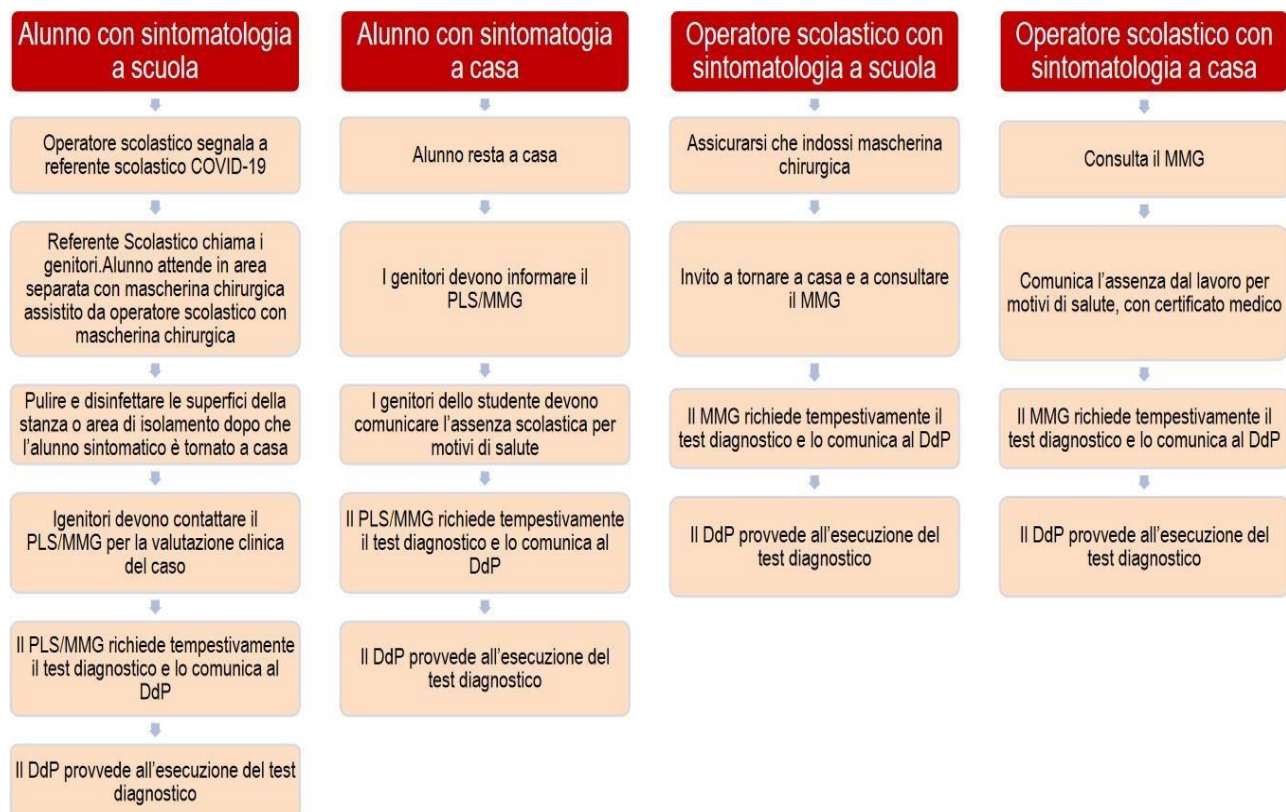 Alunno con sintomatologia
a scuola
Operatore scolastico segnala a
referente scolastico COVID-19
Referente Scolastico chiama i
genitori.Alunno attende in area
separata con mascherina chirurgica
assistito da operatore scolastico con
mascherina chirurgica
Pulire e disinfettare le superfici della
stanza o area di isolamento dopo che
l'alunno sintomatico è tornato a casa
Igenitori devono contattare il
PLS/MMG per la valutazione clinica
del caso
Il PLS/MMG richiede tempestivamente
il test diagnostico e lo comunica al
DdP
Il DdP provvede all'esecuzione del test
diagnostico
Alunno con sintomatogia
a casa
Alunno resta a casa
I genitori devono informare il
PLS/MMG
I genitori dello studente devono
comunicare l'assenza scolastica per
motivi di salute
Il PLS/MMG richiede tempestivamente
il test diagnostico e lo comunica al
DdP
Il DdP provvede all'esecuzione del
test diagnostico
Operatore scolastico con
sintomatologia a scuola
Assicurarsi che indossi mascherina
chirurgica
Invito a tornare a casa e a consultare
il MMG
Il MMG richiede tempestivamente il
test diagnostico e lo comunica al DdP
Il DdP provvede all'esecuzione del
test diagnostico
Operatore scolastico con
sintomatologia a casa
Consulta il MMG
Comunica l'assenza dal lavoro per
motivi di salute, con certificato medico
Il MMG richiede tempestivamente il
test diagnostico e lo comunica al DdP
Il DdP provvede all'esecuzione del
test diagnostico